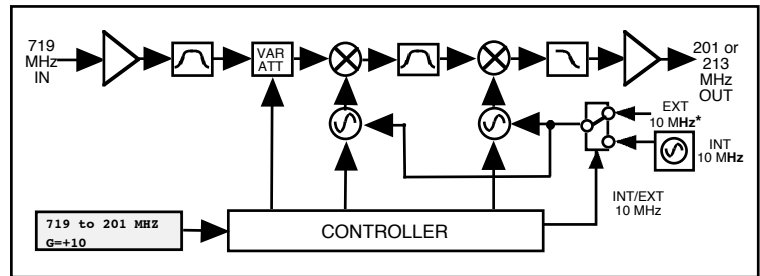 719
MHz
IN
VAR
ATT
201 or
213
MHz
OUT
EXT
10 MHz*
INT
10 MHz
INT/EXT
10 MHz
719 to 201 MHZ
G=+10
CONTROLLER